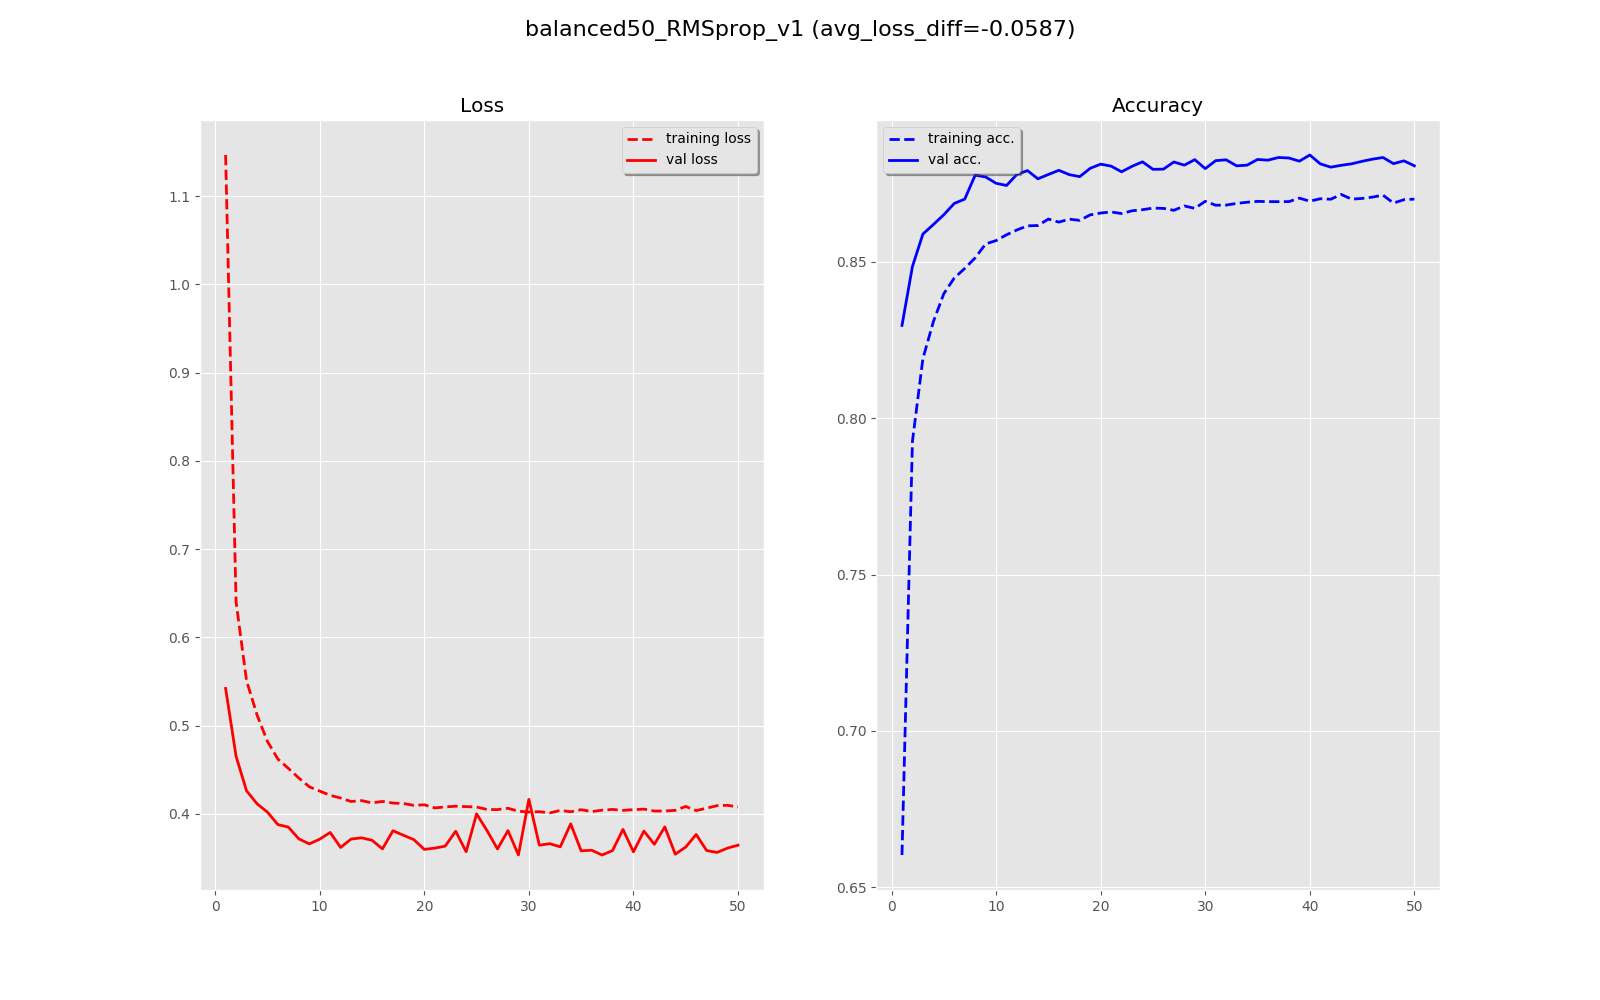 balanced50_RMSprop_v1 (avg_loss_diff=-0.0587)
Loss
training loss
val loss
1.1
1.0
0.9
0.8
0.7
0.6
0.5
0.4
0 10 20 30 40 50
Accuracy
training acc.
val acc.
0.85
0.80
0.75
0.70
0.65
0 10 20 30 40 50